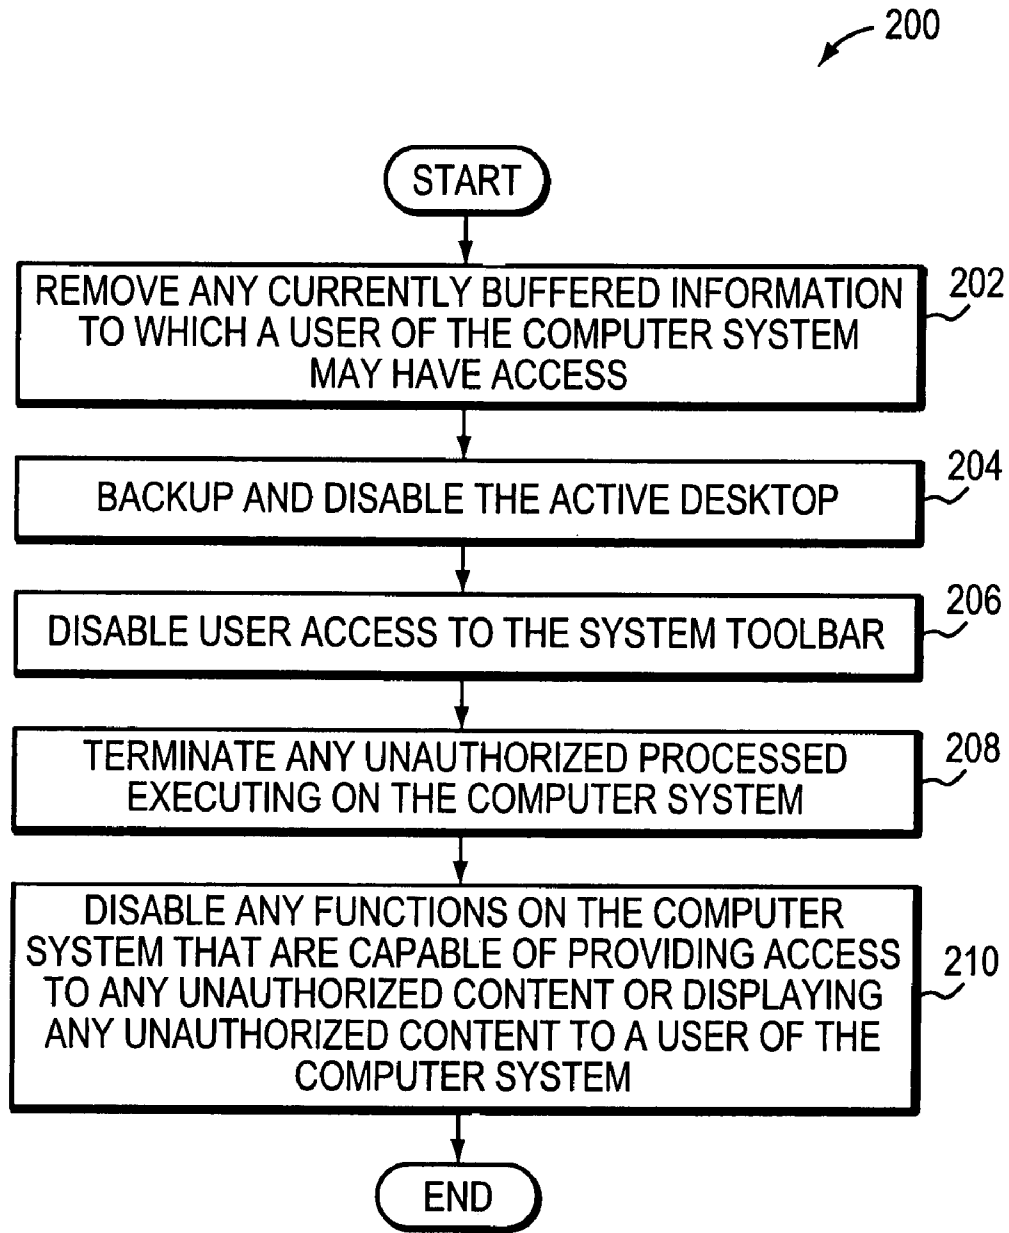 200
START
REMOVE ANY CURRENTLY BUFFERED INFORMATION
TO WHICH A USER OF THE COMPUTER SYSTEM
MAY HAVE ACCESS
202
BACKUP AND DISABLE THE ACTIVE DESKTOP
204
DISABLE USER ACCESS TO THE SYSTEM TOOLBAR
206
TERMINATE ANY UNAUTHORIZED PROCESSED
EXECUTING ON THE COMPUTER SYSTEM
208
DISABLE ANY FUNCTIONS ON THE COMPUTER
SYSTEM THAT ARE CAPABLE OF PROVIDING ACCESS
TO ANY UNAUTHORIZED CONTENT OR DISPLAYING
ANY UNAUTHORIZED CONTENT TO A USER OF THE
COMPUTER SYSTEM
210
END